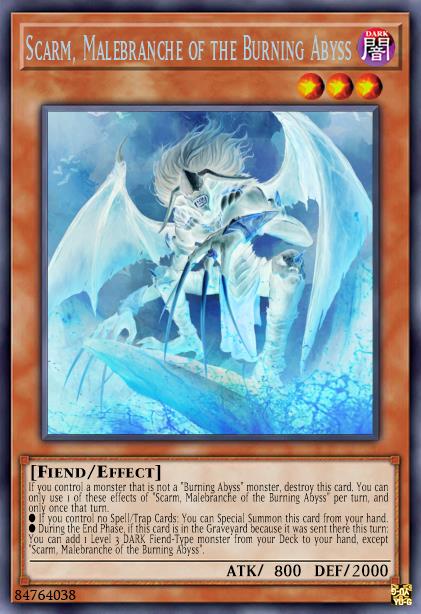 Scarm, Malebranche of the Burning Abyss
DARK
闇
[Fiend/Effect]
If you control a monster that is not a "Burning Abyss" monster, destroy this card. You can
only use 1 of these effects of "Scarm, Malebranche of the Burning Abyss" per turn, and
only once that turn.
● If you control no Spell/Trap Cards: You can Special Summon this card from your hand.
● During the End Phase, if this card is in the Graveyard because it was sent there this turn:
You can add 1 Level 3 DARK Fiend-Type monster from your Deck to your hand, except
"Scarm, Malebranche of the Burning Abyss".
ATK/ 800 DEF/2000
84764038